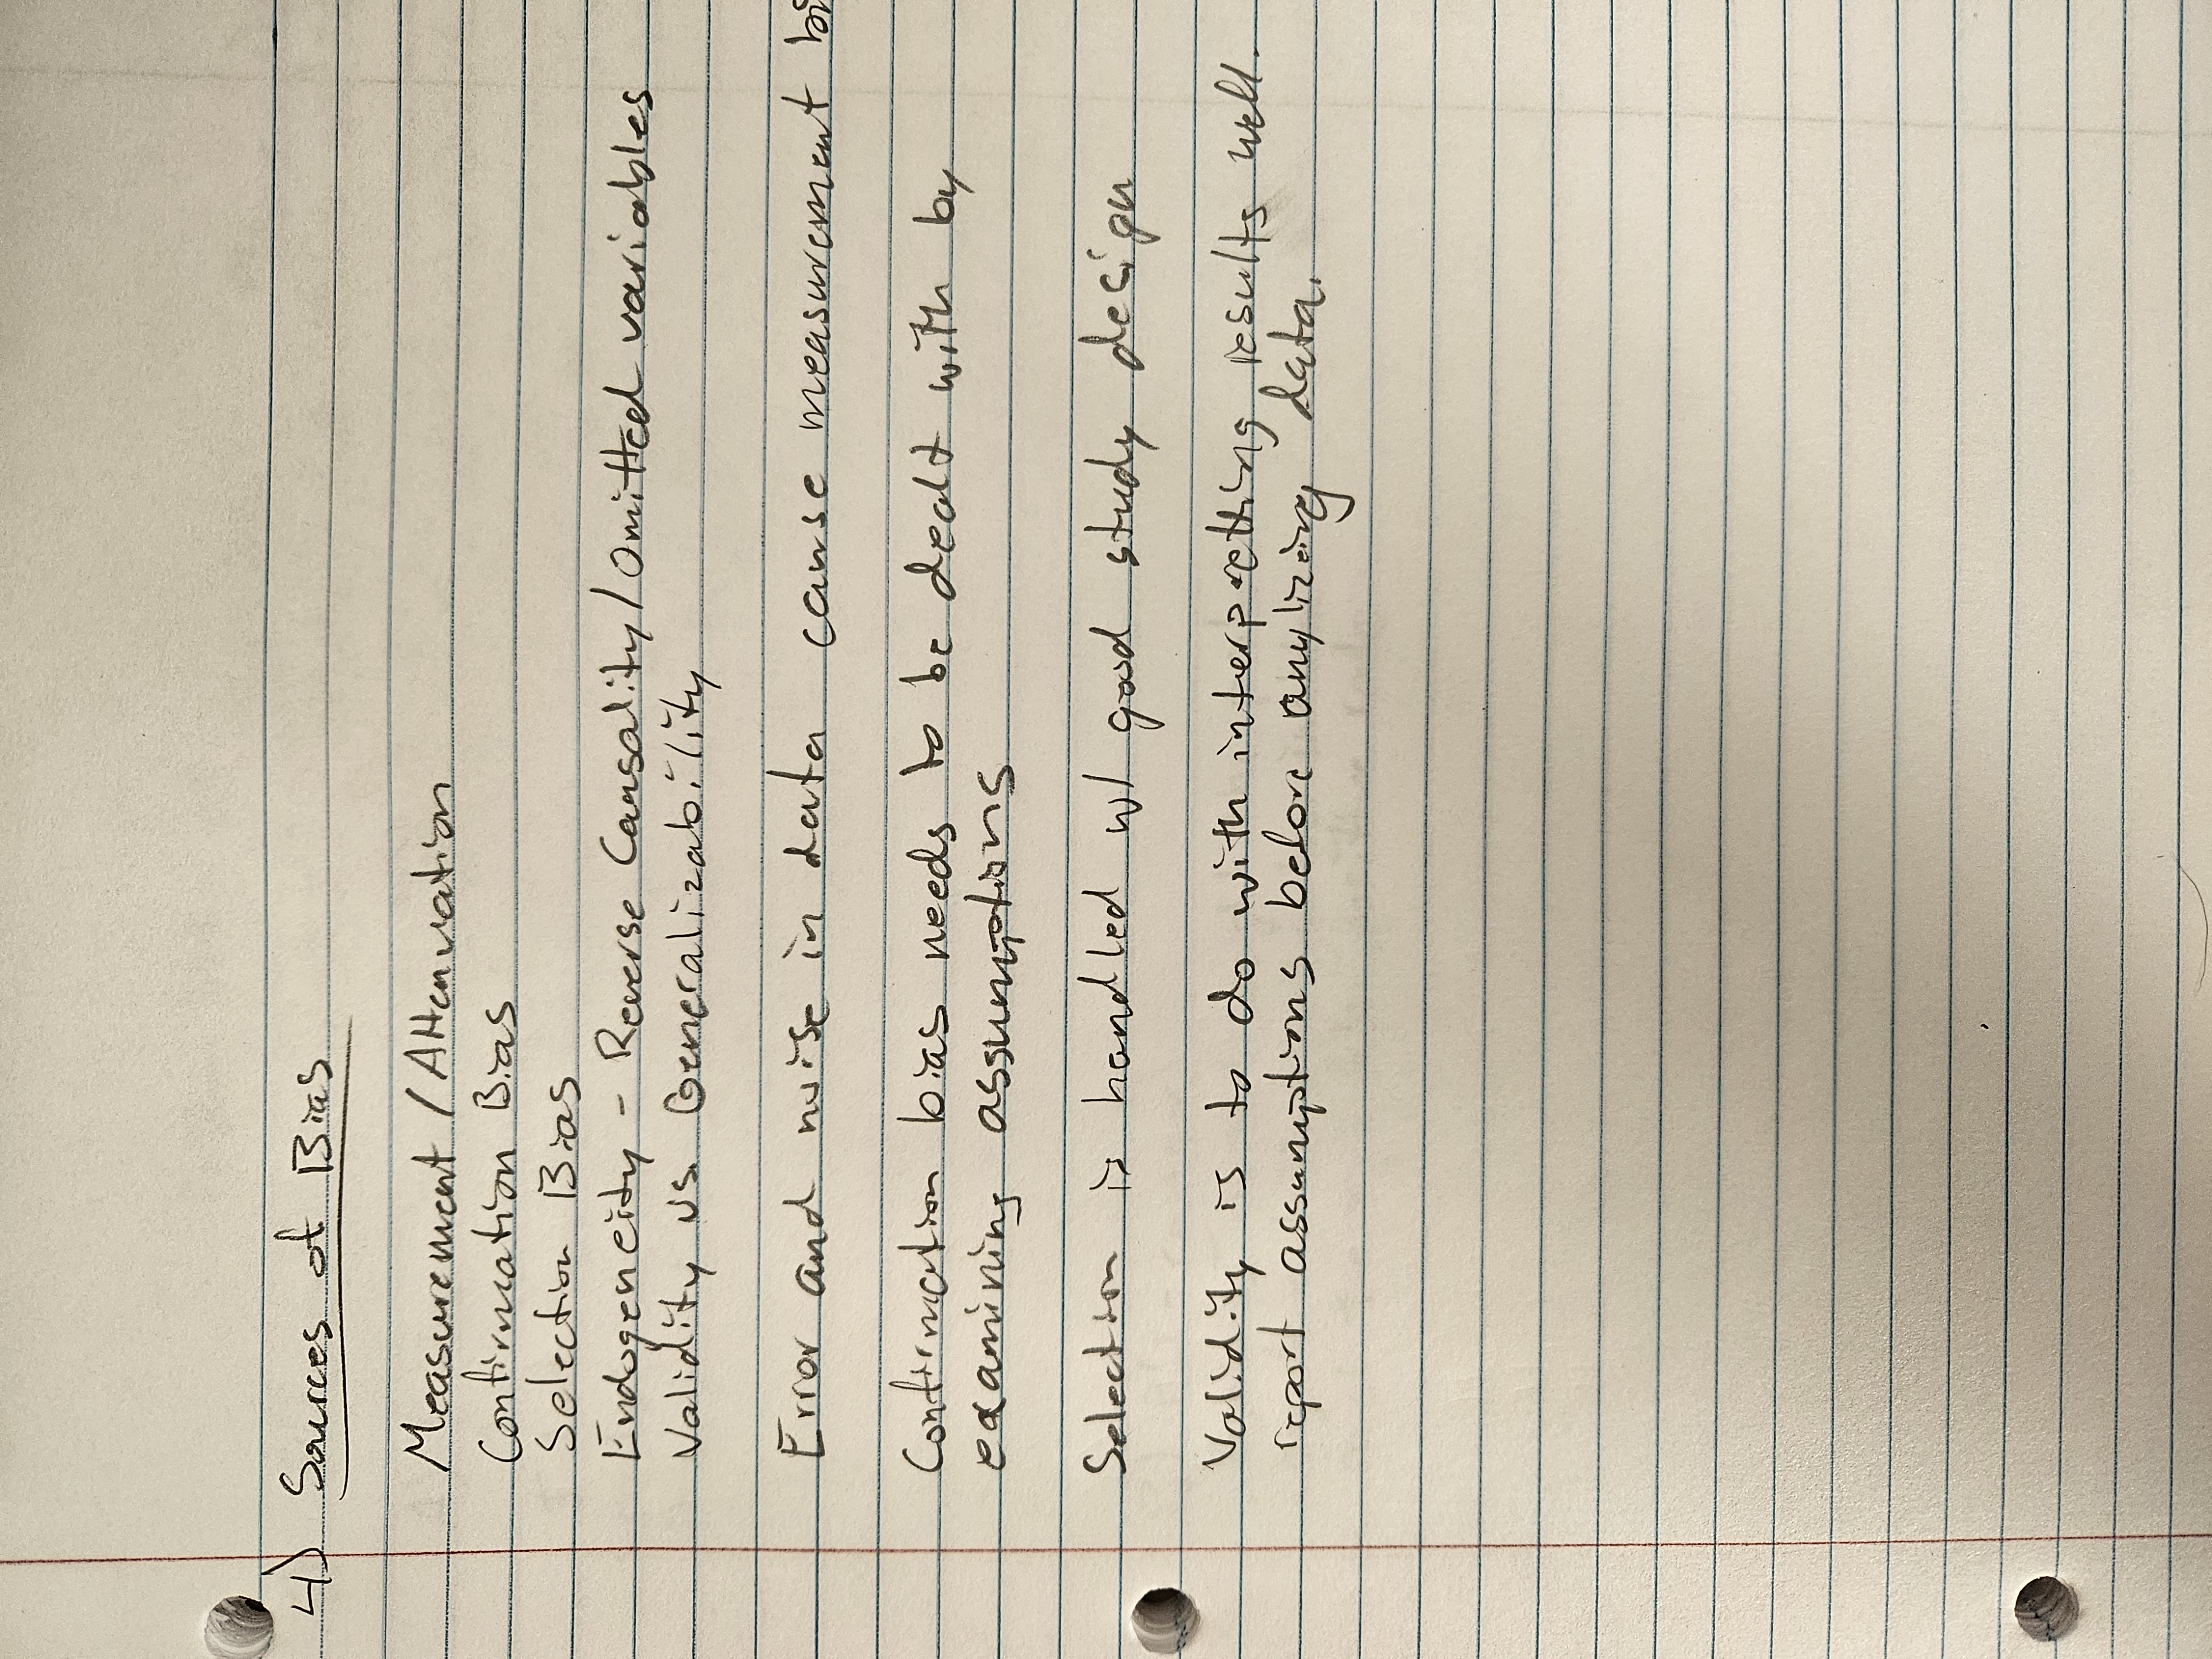 4) Sources of Bias
Measurement / Attenuation
Confirmation Bias
Selection Bias
Endogeneity - Reverse Causality / Omitted variables
Validity vs. Generalizability
Error and noise in data cause measurement bi
Confirmation bias needs to be dealt with by
examining assumptions
Selection is handled w/ good study design
Validity is to do with interpretting results well.
report assumptions before anylizing data.